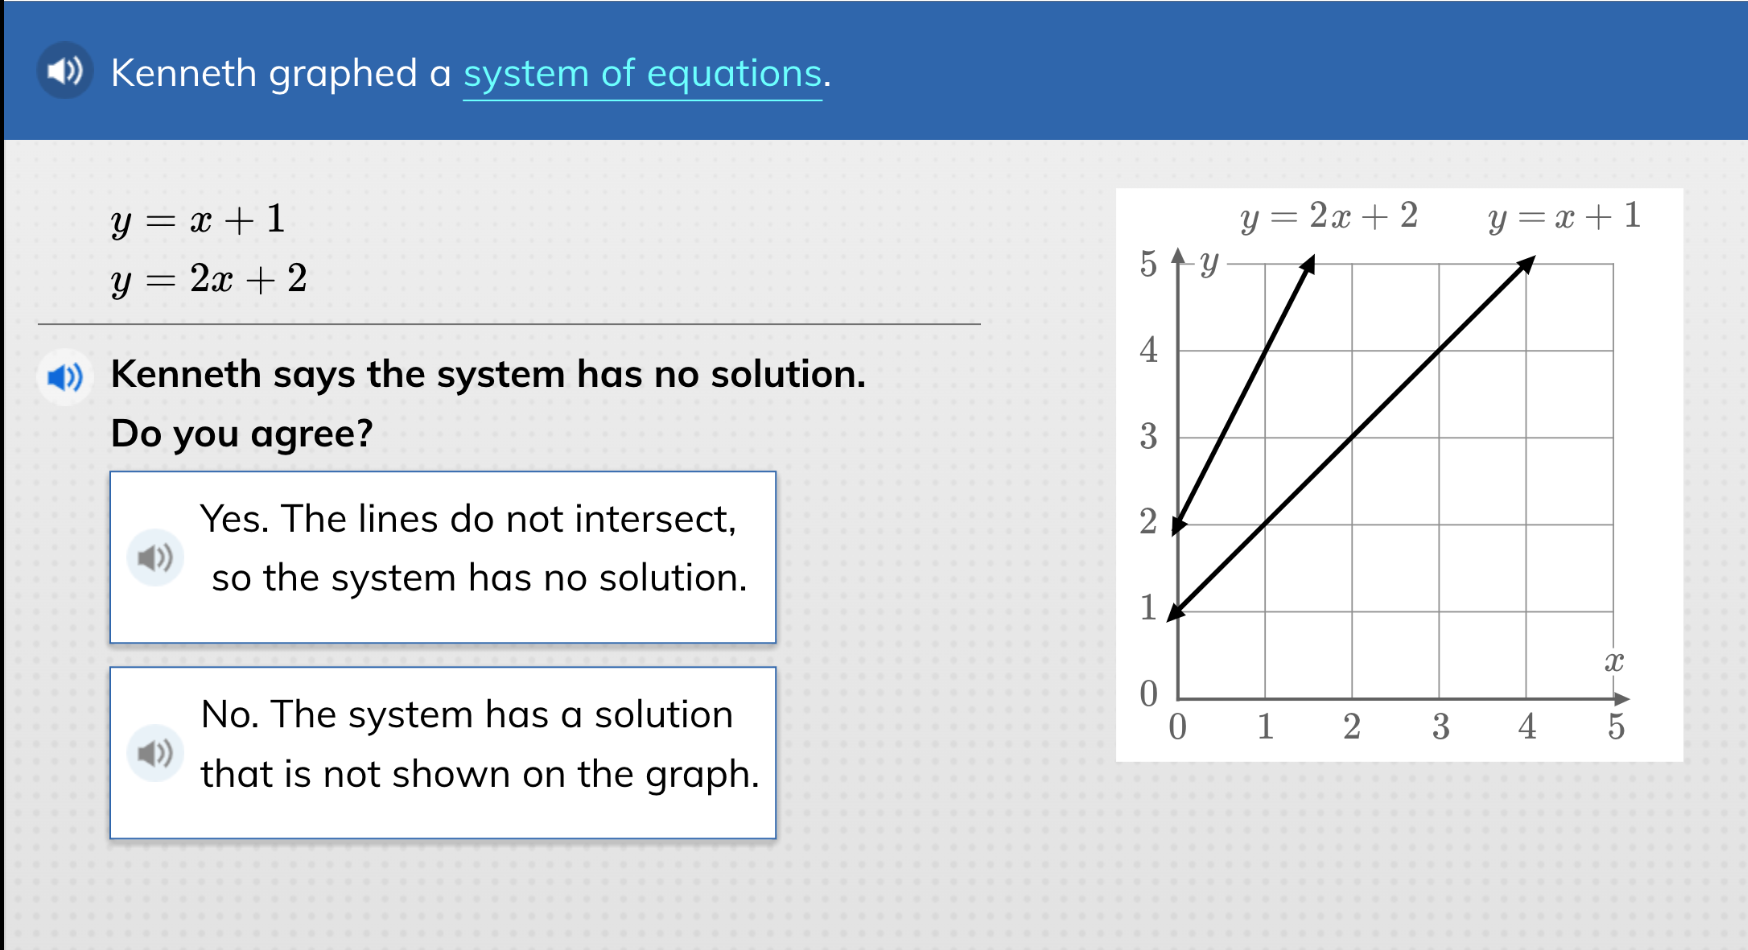 Kenneth graphed a system of equations.
y = x + 1
y = 2x + 2
Kenneth says the system has no solution.
Do you agree?
Yes. The lines do not intersect,
so the system has no solution.
No. The system has a solution
that is not shown on the graph.
y = 2x + 2 y = x + 1
5 y
4
3
2
1
x
0
0 1 2 3 4 5